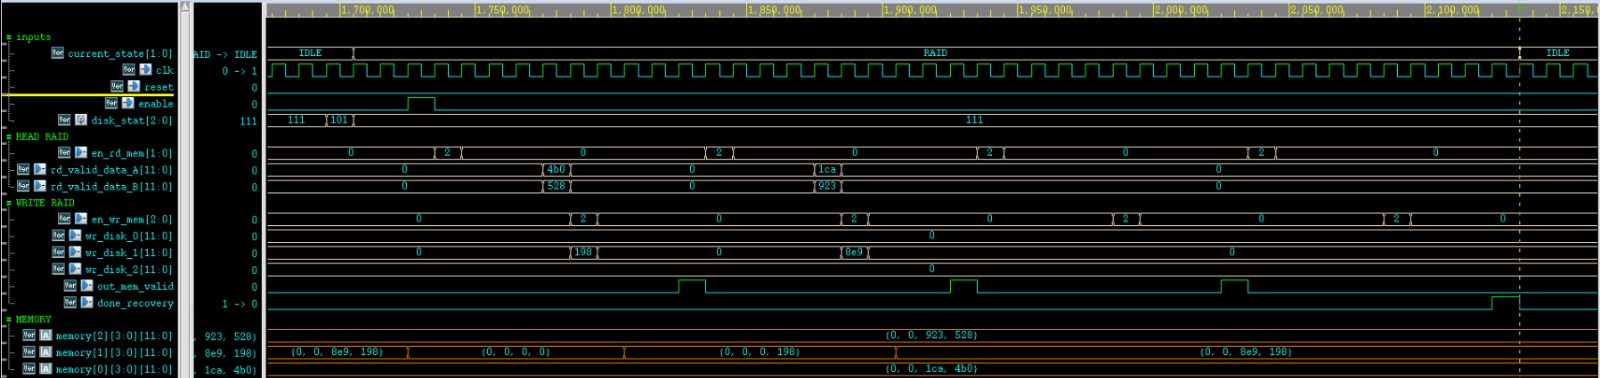 1,700,000 1,750,000 1,800,000 1,850,000 1,900,000 1,950,000 2,000,000 2,050,000 2,100,000 2,150,
inputs
current_state[1:0] AID -> IDLE IDLE RAID IDLE
clk 0 -> 1
reset 0
enable 0
disk_stat[2:0] 111 111 101 111
READ RAID
en_rd_mem[1:0] 0 0 2 0 2 0 2 0 2 0
rd_valid_data_A[11:0] 0 0 4b0 0 1ca 0
rd_valid_data_B[11:0] 0 0 528 0 923 0
WRITE RAID
en_wr_mem[2:0] 0 0 2 0 2 0 2 0 2 0
wr_disk_0[11:0] 0 0
wr_disk_1[11:0] 0 0 198 0 8e9 0
wr_disk_2[11:0] 0 0
out_mem_valid 0
done_recovery 1 -> 0
MEMORY
memory[2][3:0][11:0] , 923, 528) (0, 0, 923, 528)
memory[1][3:0][11:0] , 8e9, 198) (0, 0, 8e9, 198) (0, 0, 0, 0) (0, 0, 0, 198) (0, 0, 8e9, 198)
memory[0][3:0][11:0] , 1ca, 4b0) (0, 0, 1ca, 4b0)